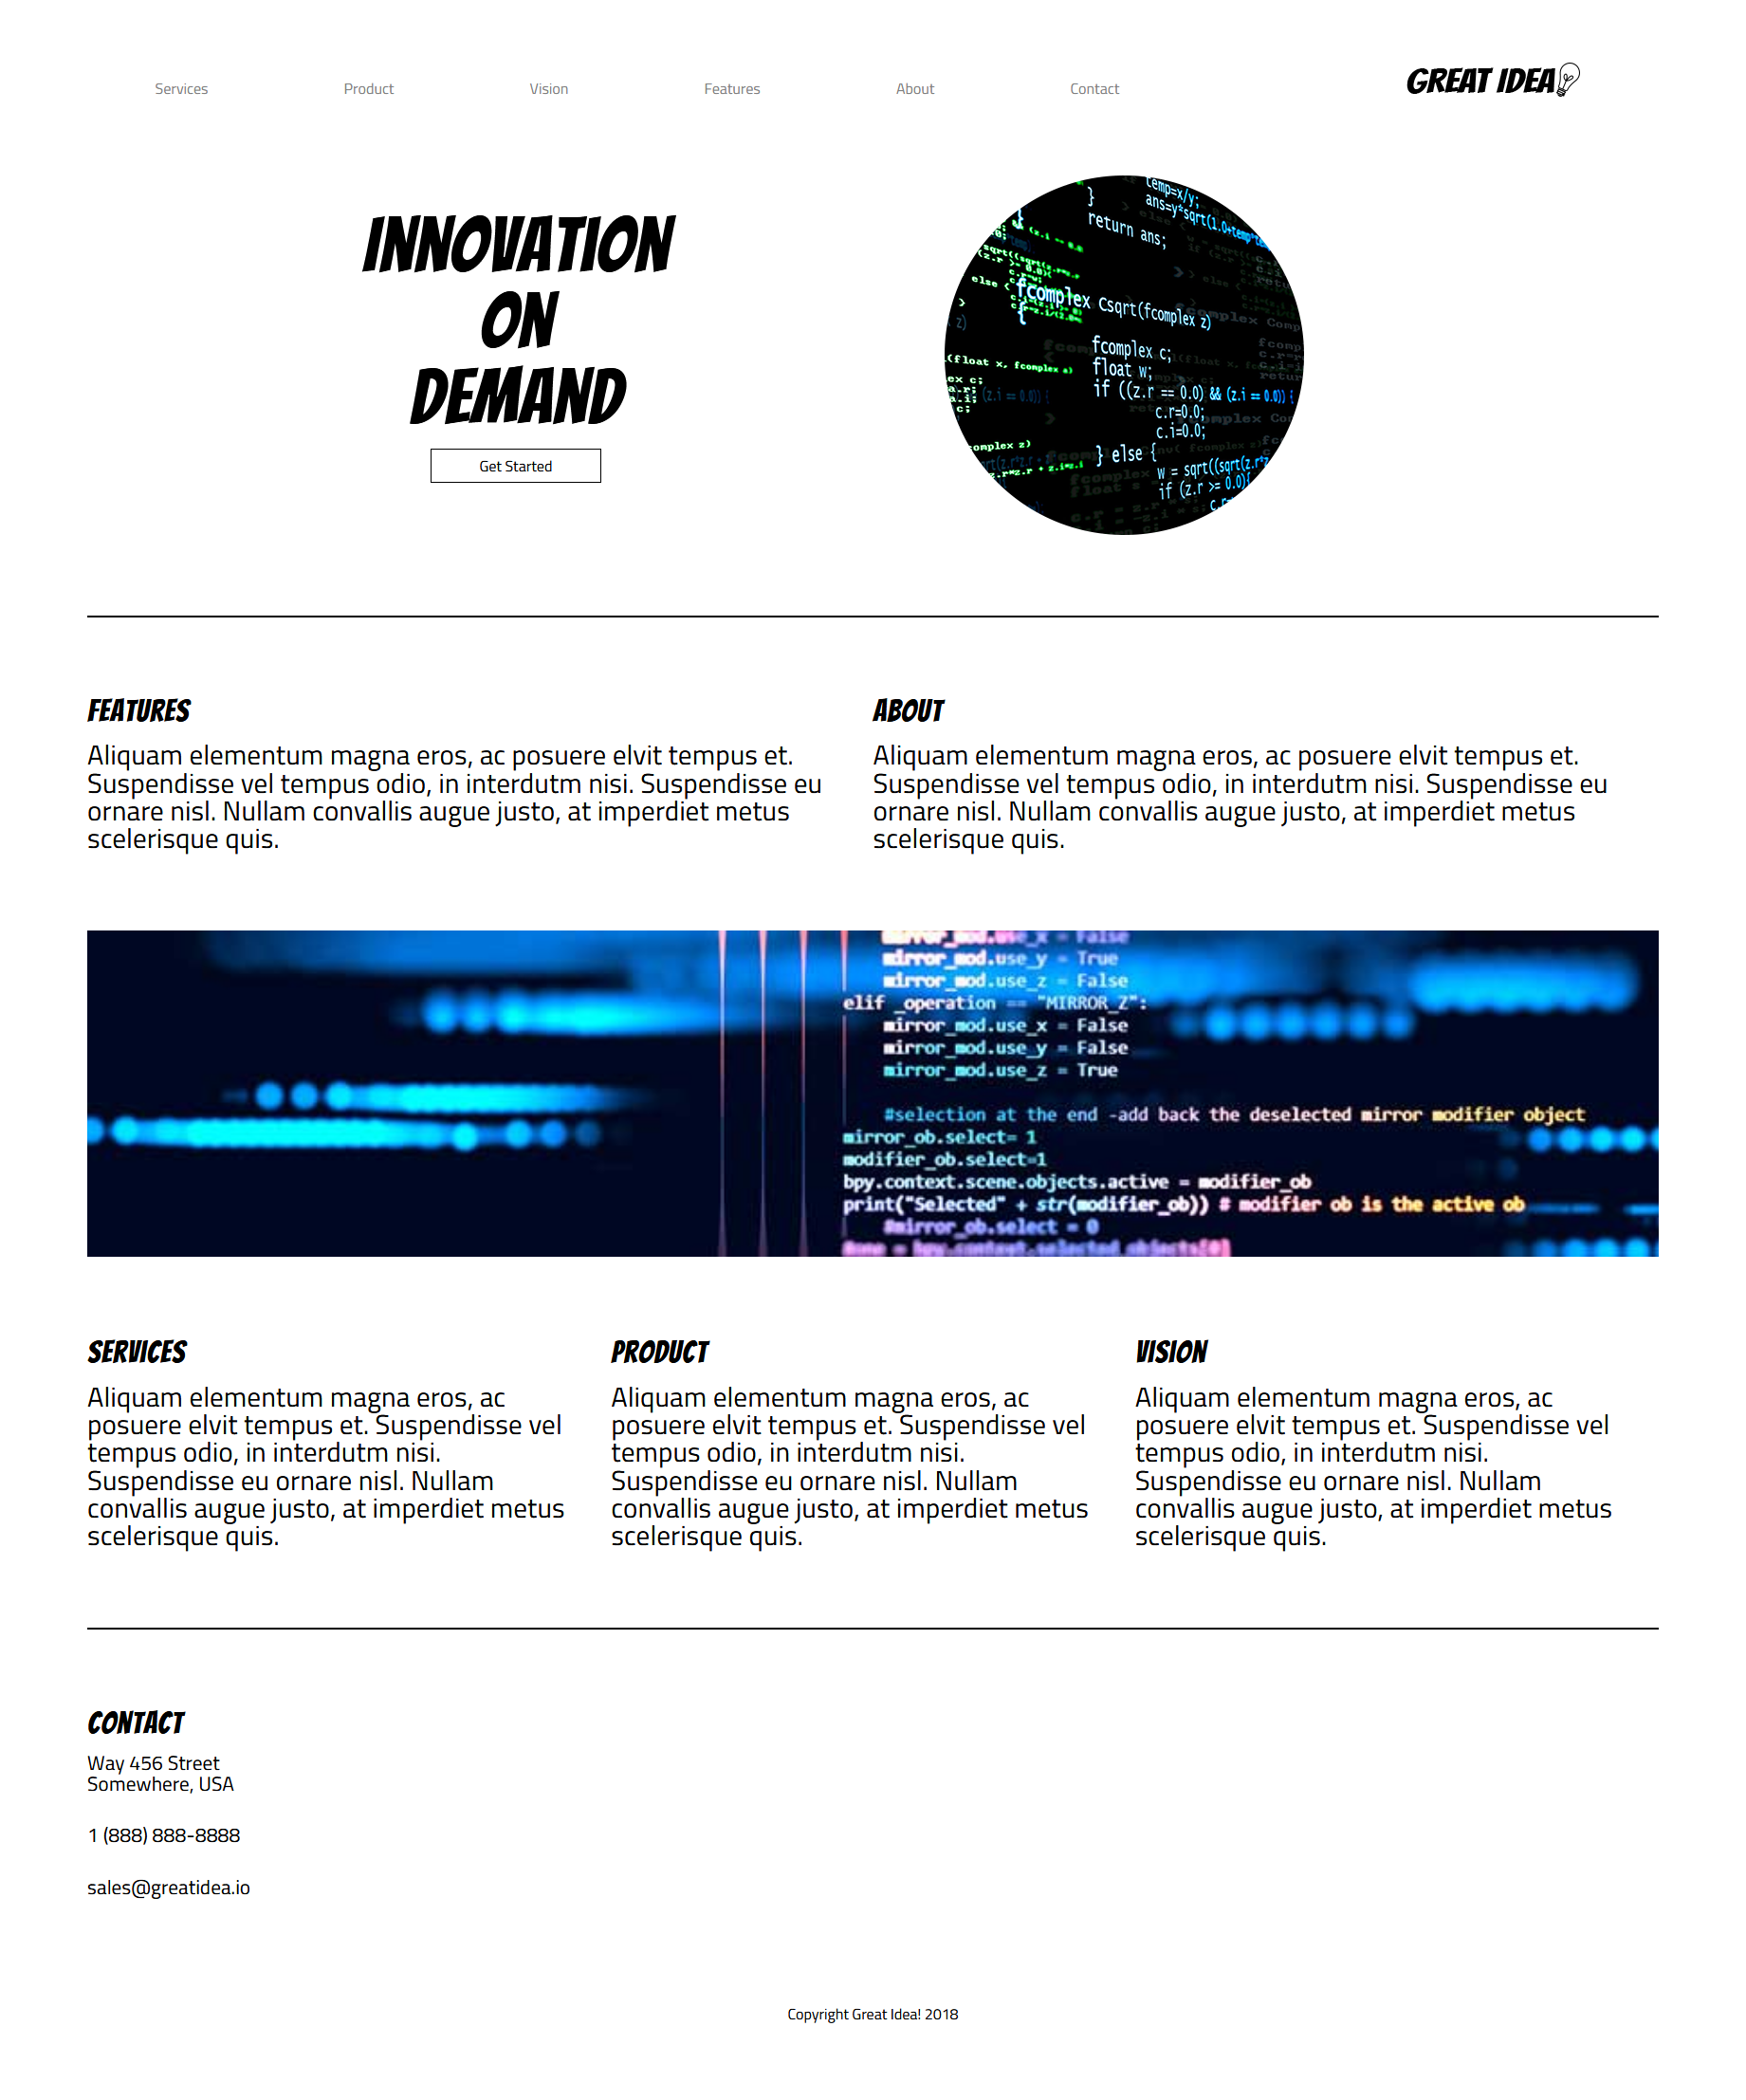 Services Product Vision Features About Contact GREAT IDEA
INNOVATION
ON
DEMAND
Get Started
temp=x/y;
}
return ans;
fcomplex Csqrt(fcomplex z)
{
fcomplex c;
float w;
if ((z.r == 0.0) && (z.i == 0.0)) {
c.r=0.0;
c.i=0.0;
} else {
w = sqrt((sqrt(z.r*z
if (z.r >= 0.0){
FEATURES
Aliquam elementum magna eros, ac posuere elvit tempus et.
Suspendisse vel tempus odio, in interdutm nisi. Suspendisse eu
ornare nisl. Nullam convallis augue justo, at imperdiet metus
scelerisque quis.
ABOUT
Aliquam elementum magna eros, ac posuere elvit tempus et.
Suspendisse vel tempus odio, in interdutm nisi. Suspendisse eu
ornare nisl. Nullam convallis augue justo, at imperdiet metus
scelerisque quis.
mirror_mod.use_x = False
mirror_mod.use_y = True
mirror_mod.use_z = False
elif _operation == "MIRROR_Z":
mirror_mod.use_x = False
mirror_mod.use_y = False
mirror_mod.use_z = True
#selection at the end -add back the deselected mirror modifier object
mirror_ob.select= 1
modifier_ob.select=1
bpy.context.scene.objects.active = modifier_ob
print("Selected" + str(modifier_ob)) # modifier ob is the active ob
#mirror_ob.select = 0
= bpy.context.selected_objects[0]
SERVICES
Aliquam elementum magna eros, ac
posuere elvit tempus et. Suspendisse vel
tempus odio, in interdutm nisi.
Suspendisse eu ornare nisl. Nullam
convallis augue justo, at imperdiet metus
scelerisque quis.
PRODUCT
Aliquam elementum magna eros, ac
posuere elvit tempus et. Suspendisse vel
tempus odio, in interdutm nisi.
Suspendisse eu ornare nisl. Nullam
convallis augue justo, at imperdiet metus
scelerisque quis.
VISION
Aliquam elementum magna eros, ac
posuere elvit tempus et. Suspendisse vel
tempus odio, in interdutm nisi.
Suspendisse eu ornare nisl. Nullam
convallis augue justo, at imperdiet metus
scelerisque quis.
CONTACT
Way 456 Street
Somewhere, USA
1 (888) 888-8888
sales@greatidea.io
Copyright Great Idea! 2018